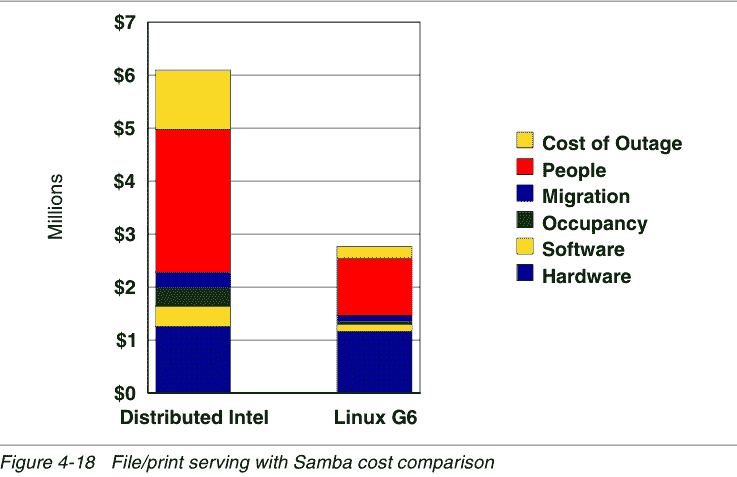 $7
$6
$5
$4
$3
$2
$1
$0
Millions
Distributed Intel
Linux G6
Cost of Outage
People
Migration
Occupancy
Software
Hardware
Figure 4-18 File/print serving with Samba cost comparison